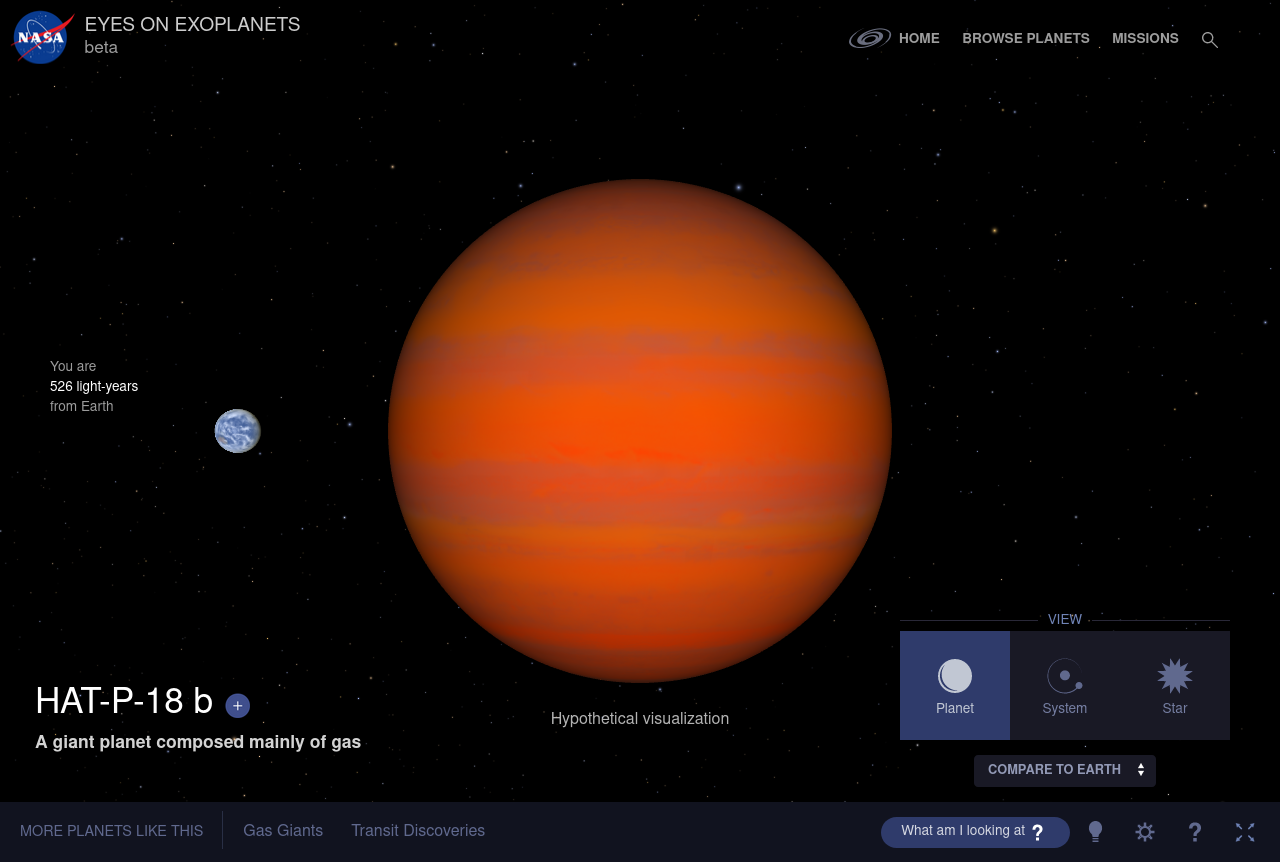 NASA
EYES ON EXOPLANETS
beta
HOME
BROWSE PLANETS
MISSIONS
You are
526 light-years
from Earth
HAT-P-18 b
+
A giant planet composed mainly of gas
Hypothetical visualization
VIEW
Planet
System
Star
COMPARE TO EARTH
MORE PLANETS LIKE THIS
Gas Giants
Transit Discoveries
What am I looking at ?
?